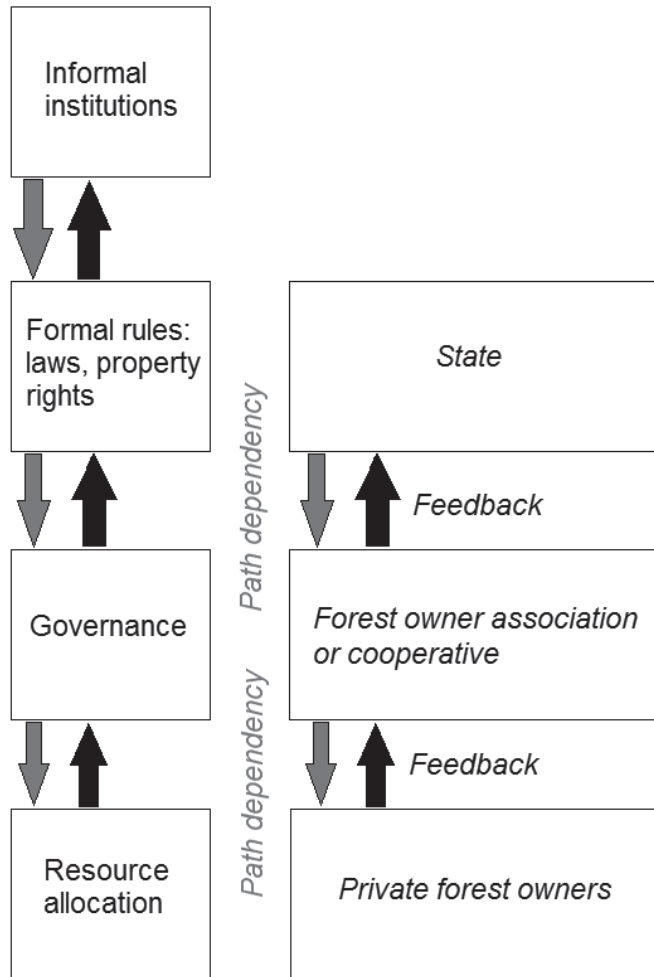 Informal
institutions
Formal rules:
laws, property
rights
State
Path dependency
Feedback
Governance
Forest owner association
or cooperative
Path dependency
Feedback
Resource
allocation
Private forest owners